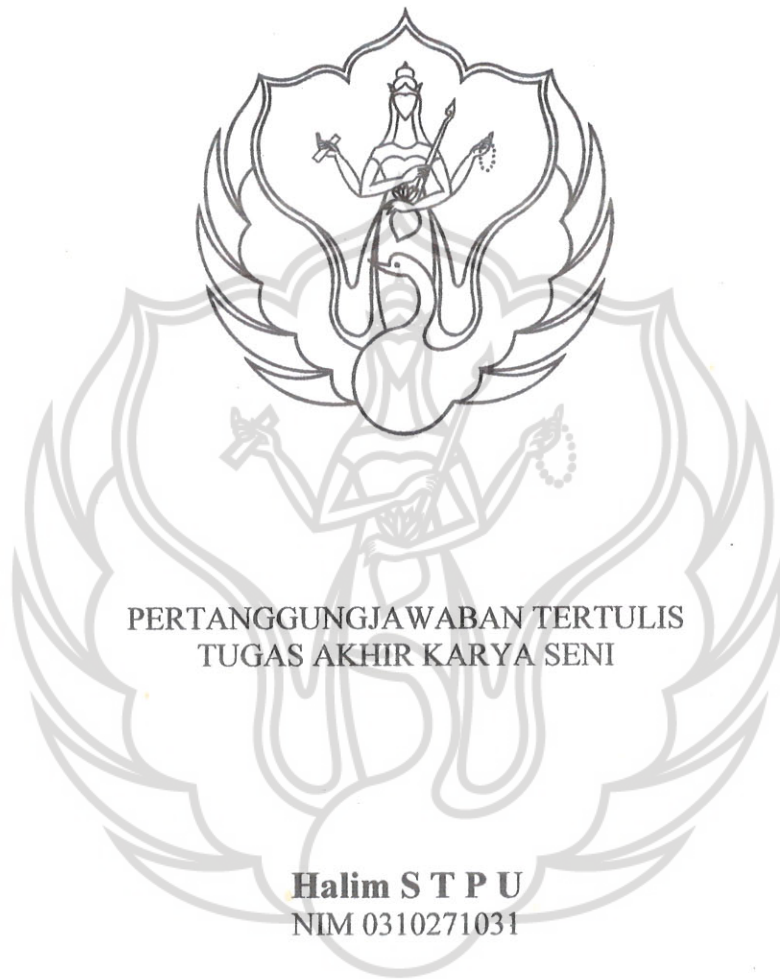 PERTANGGUNGJAWABAN TERTULIS
TUGAS AKHIR KARYA SENI
Halim S T P U
NIM 0310271031